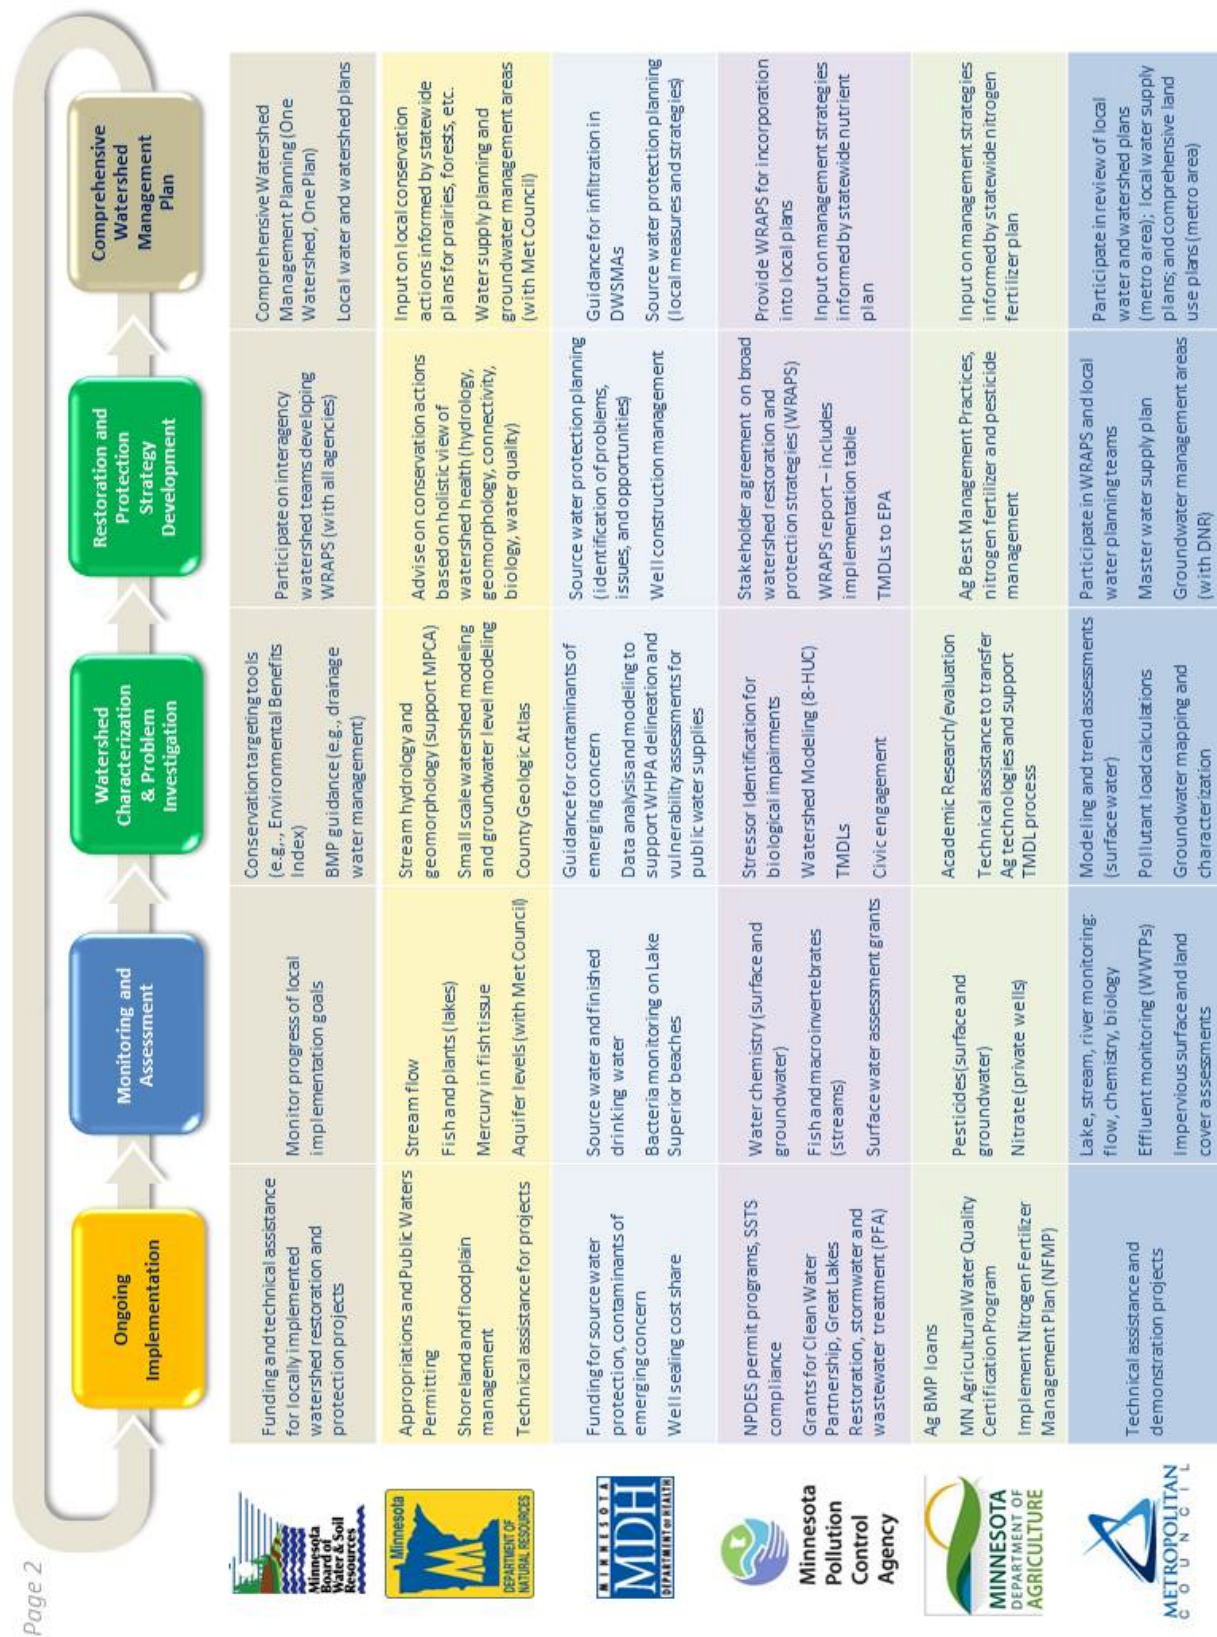 Page 2
Ongoing
Implementation
Monitoring and
Assessment
Watershed
Characterization
& Problem
Investigation
Restoration and
Protection
Strategy
Development
Comprehensive
Watershed
Management
Plan
Minnesota
Board of
Water & Soil
Resources
Funding and technical assistance
for locally implemented
watershed restoration and
protection projects
Monitor progress of local
implementation goals
Conservation targeting tools
(e.g,., Environmental Benefits
Index)
BMP guidance (e.g., drainage
water management)
Participate on interagency
watershed teams developing
WRAPS (with all agencies)
Comprehensive Watershed
Management Planning (One
Watershed, One Plan)
Local water and watershed plans
Minnesota
DEPARTMENT OF
NATURAL RESOURCES
Appropriations and Public Waters
Permitting
Shoreland and floodplain
management
Technical assistance for projects
Stream flow
Fish and plants (lakes)
Mercury in fish tissue
Aquifer levels (with Met Council)
Stream hydrology and
geomorphology (support MPCA)
Small scale watershed modeling
and groundwater level modeling
County Geologic Atlas
Advise on conservation actions
based on holistic view of
watershed health (hydrology,
geomorphology, connectivity,
biology, water quality)
Input on local conservation
actions informed by statewide
plans for prairies, forests, etc.
Water supply planning and
groundwater management areas
(with Met Council)
MINNESOTA
MDH
DEPARTMENT OF HEALTH
Funding for source water
protection, contaminants of
emerging concern
Well sealing cost share
Source water and finished
drinking water
Bacteria monitoring on Lake
Superior beaches
Guidance for contaminants of
emerging concern
Data analysis and modeling to
support WHPA delineation and
vulnerability assessments for
public water supplies
Source water protection planning
(identification of problems,
issues, and opportunities)
Well construction management
Guidance for infiltration in
DWSMAs
Source water protection planning
(local measures and strategies)
Minnesota
Pollution
Control
Agency
NPDES permit programs, SSTS
compliance
Grants for Clean Water
Partnership, Great Lakes
Restoration, stormwater and
wastewater treatment (PFA)
Water chemistry (surface and
groundwater)
Fish and macroinvertebrates
(streams)
Surface water assessment grants
Stressor Identification for
biological impairments
Watershed Modeling (8-HUC)
TMDLs
Civic engagement
Stakeholder agreement on broad
watershed restoration and
protection strategies (WRAPS)
WRAPS report – includes
implementation table
TMDLs to EPA
Provide WRAPS for incorporation
into local plans
Input on management strategies
informed by statewide nutrient
plan
MINNESOTA
DEPARTMENT OF
AGRICULTURE
Ag BMP loans
MN Agricultural Water Quality
Certification Program
Implement Nitrogen Fertilizer
Management Plan (NFMP)
Pesticides (surface and
groundwater)
Nitrate (private wells)
Academic Research/evaluation
Technical assistance to transfer
Ag technologies and support
TMDL process
Ag Best Management Practices,
nitrogen fertilizer and pesticide
management
Input on management strategies
informed by statewide nitrogen
fertilizer plan
METROPOLITAN
COUNCIL
Technical assistance and
demonstration projects
Lake, stream, river monitoring:
flow, chemistry, biology
Effluent monitoring (WWTPs)
Impervious surface and land
cover assessments
Modeling and trend assessments
(surface water)
Pollutant load calculations
Groundwater mapping and
characterization
Participate in WRAPS and local
water planning teams
Master water supply plan
Groundwater management areas
(with DNR)
Participate in review of local
water and watershed plans
(metro area); local water supply
plans; and comprehensive land
use plans (metro area)